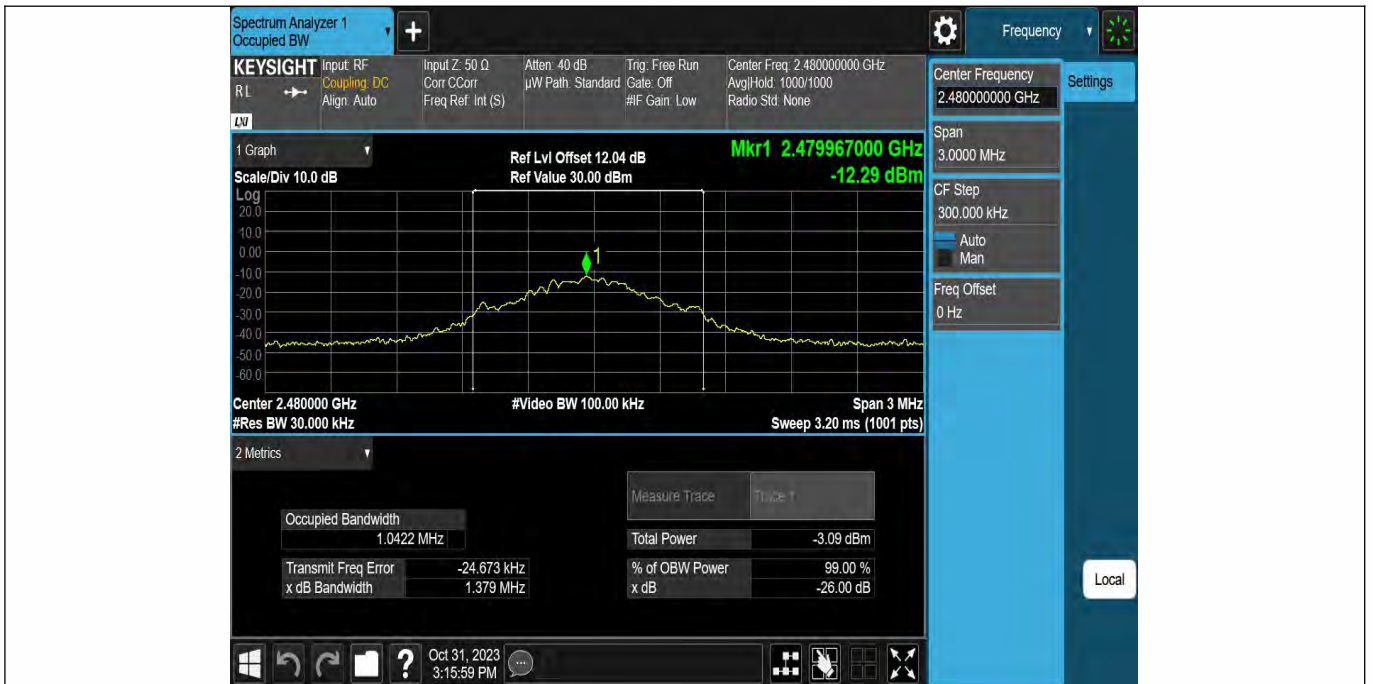 Spectrum Analyzer 1
Occupied BW
+
Frequency
KEYSIGHT
RL
LXI
Input: RF
Coupling: DC
Align: Auto
Input Z: 50 Ω
Corr CCorr
Freq Ref: Int (S)
Atten: 40 dB
µW Path: Standard
Trig: Free Run
Gate: Off
#IF Gain: Low
Center Freq: 2.480000000 GHz
Avg|Hold: 1000/1000
Radio Std: None
Center Frequency
2.480000000 GHz
Settings
Span
3.0000 MHz
CF Step
300.000 kHz
Auto
Man
Freq Offset
0 Hz
1 Graph
Scale/Div 10.0 dB
Ref Lvl Offset 12.04 dB
Ref Value 30.00 dBm
Mkr1 2.479967000 GHz
-12.29 dBm
Log
20.0
10.0
0.00
-10.0
-20.0
-30.0
-40.0
-50.0
-60.0
1
Center 2.480000 GHz
#Video BW 100.00 kHz
Span 3 MHz
#Res BW 30.000 kHz
Sweep 3.20 ms (1001 pts)
2 Metrics
Measure Trace
Trace 1
Occupied Bandwidth
1.0422 MHz
Total Power
-3.09 dBm
Transmit Freq Error
-24.673 kHz
% of OBW Power
99.00 %
x dB Bandwidth
1.379 MHz
x dB
-26.00 dB
Local
?
Oct 31, 2023
3:15:59 PM